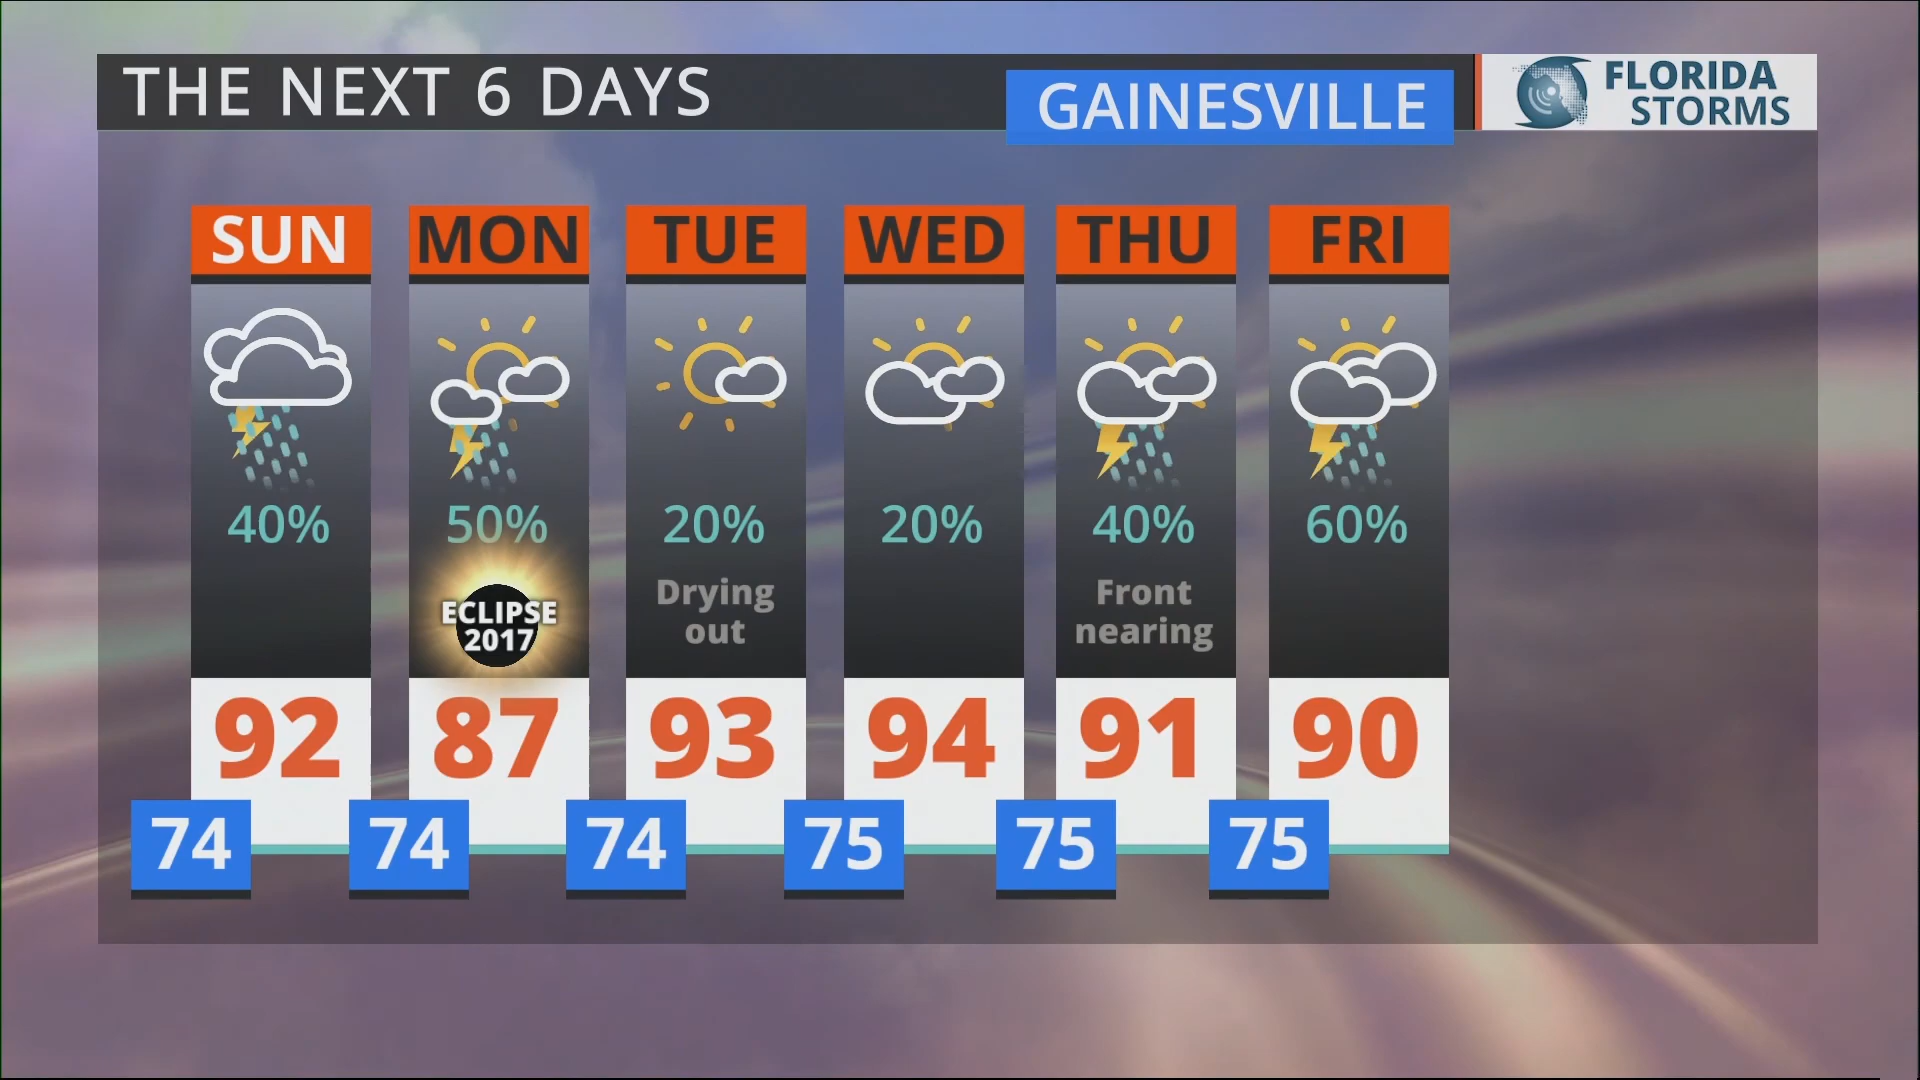 THE NEXT 6 DAYS
GAINESVILLE
FLORIDA
STORMS
SUN MON TUE WED THU FRI
40% 50% 20% 20% 40% 60%
ECLIPSE
2017
Drying
out
Front
nearing
92 87 93 94 91 90
74 74 74 75 75 75